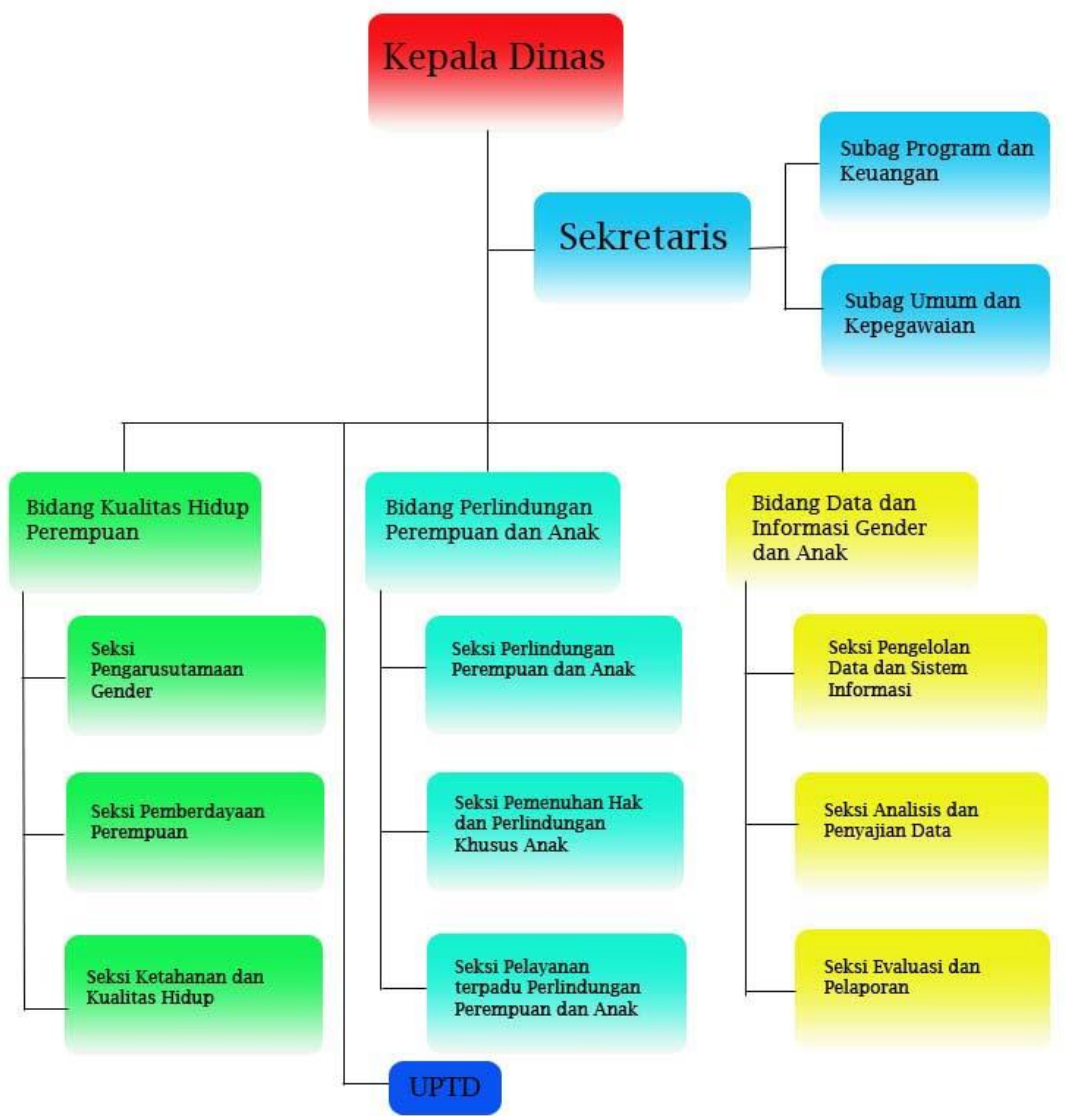 Kepala Dinas
Subag Program dan
Keuangan
Sekretaris
Subag Umum dan
Kepegawaian
Bidang Kualitas Hidup
Perempuan
Seksi
Pengarusutamaan
Gender
Seksi Pemberdayaan
Perempuan
Seksi Ketahanan dan
Kualitas Hidup
Bidang Perlindungan
Perempuan dan Anak
Seksi Perlindungan
Perempuan dan Anak
Seksi Pemenuhan Hak
dan Perlindungan
Khusus Anak
Seksi Pelayanan
terpadu Perlindungan
Perempuan dan Anak
Bidang Data dan
Informasi Gender
dan Anak
Seksi Pengelolan
Data dan Sistem
Informasi
Seksi Analisis dan
Penyajian Data
Seksi Evaluasi dan
Pelaporan
UPTD